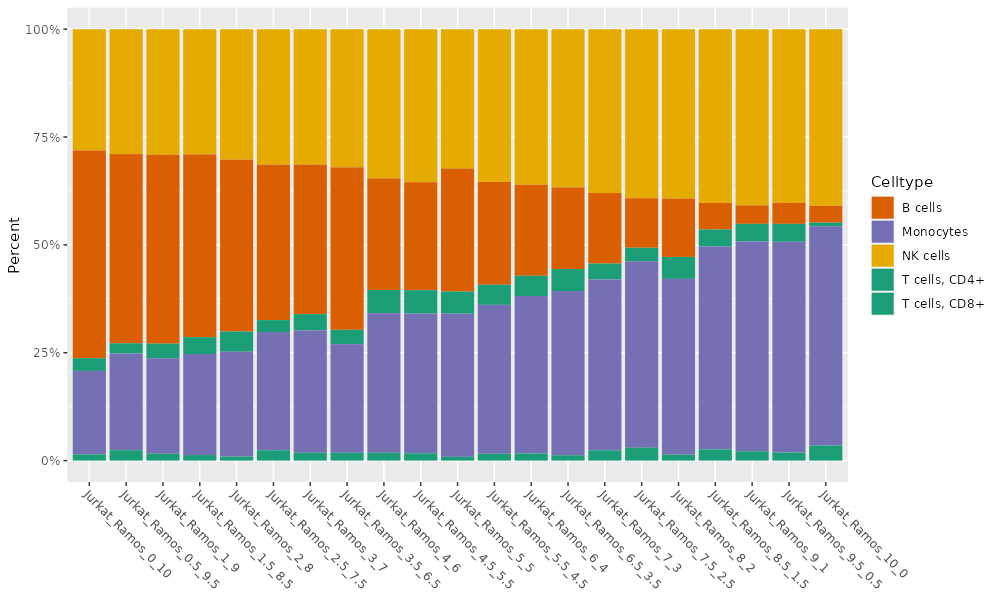 100%
75%
50%
25%
0%
Percent
Jurkat_Ramos_0_10
Jurkat_Ramos_0.5_9.5
Jurkat_Ramos_1_9
Jurkat_Ramos_1.5_8.5
Jurkat_Ramos_2_8
Jurkat_Ramos_2.5_7.5
Jurkat_Ramos_3_7
Jurkat_Ramos_3.5_6.5
Jurkat_Ramos_4_6
Jurkat_Ramos_4.5_5.5
Jurkat_Ramos_5_5
Jurkat_Ramos_5.5_4.5
Jurkat_Ramos_6_4
Jurkat_Ramos_6.5_3.5
Jurkat_Ramos_7_3
Jurkat_Ramos_7.5_2.5
Jurkat_Ramos_8_2
Jurkat_Ramos_8.5_1.5
Jurkat_Ramos_9_1
Jurkat_Ramos_9.5_0.5
Jurkat_Ramos_10_0
Celltype
B cells
Monocytes
NK cells
T cells, CD4+
T cells, CD8+